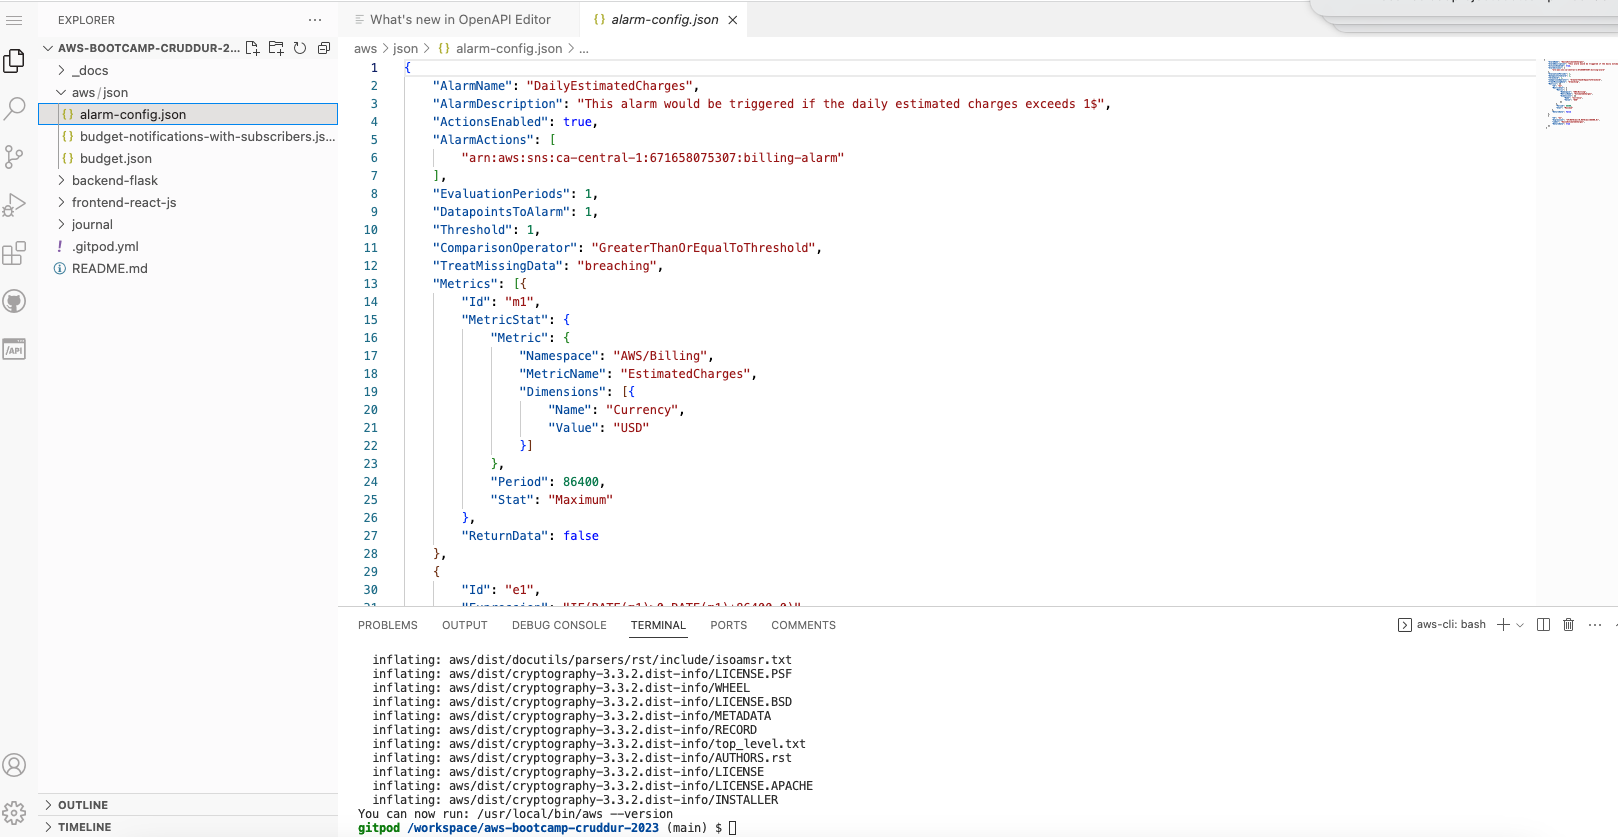 EXPLORER
AWS-BOOTCAMP-CRUDDUR-2...
_docs
aws/json
{} alarm-config.json
{} budget-notifications-with-subscribers.js...
{} budget.json
backend-flask
frontend-react-js
journal
! .gitpod.yml
README.md
OUTLINE
TIMELINE
What's new in OpenAPI Editor
{} alarm-config.json
aws > json > {} alarm-config.json > ...
1 {
2 "AlarmName": "DailyEstimatedCharges",
3 "AlarmDescription": "This alarm would be triggered if the daily estimated charges exceeds 1$",
4 "ActionsEnabled": true,
5 "AlarmActions": [
6 "arn:aws:sns:ca-central-1:671658075307:billing-alarm"
7 ],
8 "EvaluationPeriods": 1,
9 "DatapointsToAlarm": 1,
10 "Threshold": 1,
11 "ComparisonOperator": "GreaterThanOrEqualToThreshold",
12 "TreatMissingData": "breaching",
13 "Metrics": [{
14 "Id": "m1",
15 "MetricStat": {
16 "Metric": {
17 "Namespace": "AWS/Billing",
18 "MetricName": "EstimatedCharges",
19 "Dimensions": [{
20 "Name": "Currency",
21 "Value": "USD"
22 }]
23 },
24 "Period": 86400,
25 "Stat": "Maximum"
26 },
27 "ReturnData": false
28 },
29 {
30 "Id": "e1",
PROBLEMS OUTPUT DEBUG CONSOLE TERMINAL PORTS COMMENTS
aws-cli: bash
inflating: aws/dist/docutils/parsers/rst/include/isoamsr.txt
inflating: aws/dist/cryptography-3.3.2.dist-info/LICENSE.PSF
inflating: aws/dist/cryptography-3.3.2.dist-info/WHEEL
inflating: aws/dist/cryptography-3.3.2.dist-info/LICENSE.BSD
inflating: aws/dist/cryptography-3.3.2.dist-info/METADATA
inflating: aws/dist/cryptography-3.3.2.dist-info/RECORD
inflating: aws/dist/cryptography-3.3.2.dist-info/top_level.txt
inflating: aws/dist/cryptography-3.3.2.dist-info/AUTHORS.rst
inflating: aws/dist/cryptography-3.3.2.dist-info/LICENSE
inflating: aws/dist/cryptography-3.3.2.dist-info/LICENSE.APACHE
inflating: aws/dist/cryptography-3.3.2.dist-info/INSTALLER
You can now run: /usr/local/bin/aws --version
gitpod /workspace/aws-bootcamp-cruddur-2023 (main) $